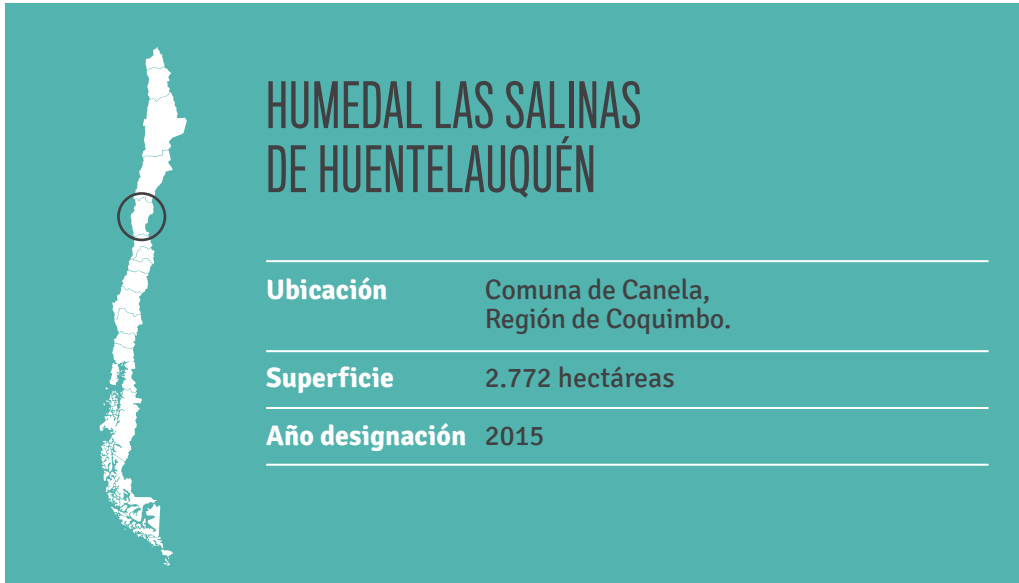 HUMEDAL LAS SALINAS
DE HUENTELAUQUÉN
Ubicación Comuna de Canela,
Región de Coquimbo.
Superficie 2.772 hectáreas
Año designación 2015